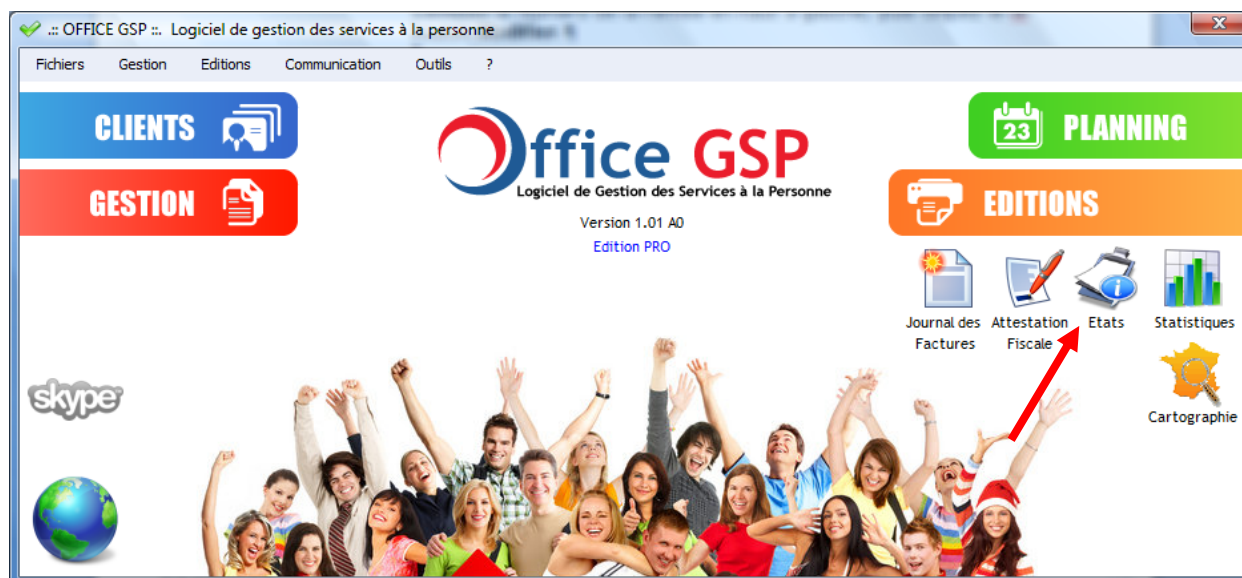 .:: OFFICE GSP ::. Logiciel de gestion des services à la personne
Fichiers Gestion Editions Communication Outils ?
CLIENTS
GESTION
Office GSP
Logiciel de Gestion des Services à la Personne
Version 1.01 A0
Edition PRO
23 PLANNING
EDITIONS
Journal des Factures
Attestation Fiscale
Etats
Statistiques
Cartographie
skype